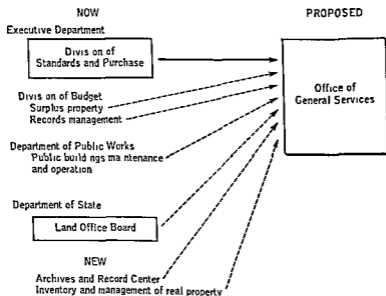 NOW
PROPOSED
Executive Department
Divis on of
Standards and Purchase
Office of
General Services
Divis on of Budget
Surplus property
Records management
Department of Public Works
Public build ngs ma ntenance
and operation
Department of State
Land Office Board
NEW
Archives and Record Center
Inventory and management of real property